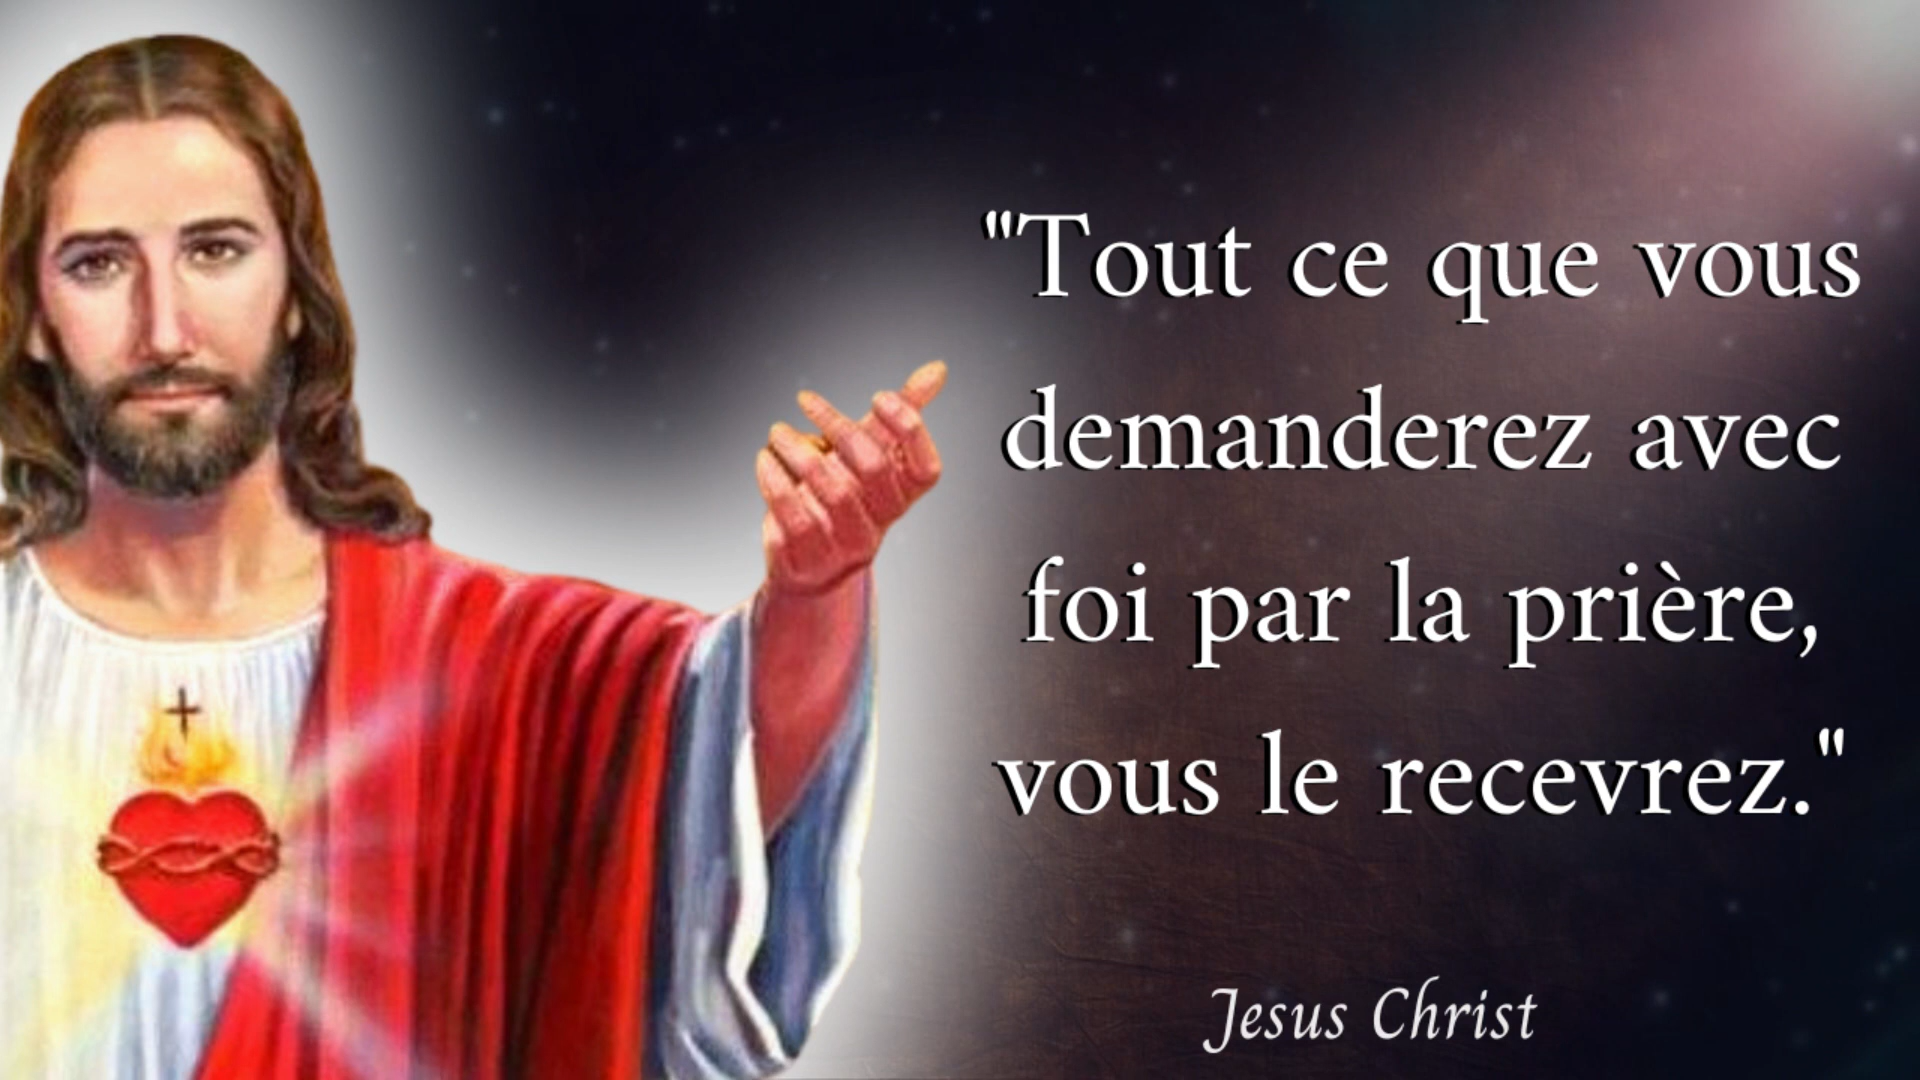 "Tout ce que vous
demanderez avec
foi par la prière,
vous le recevrez."
Jesus Christ